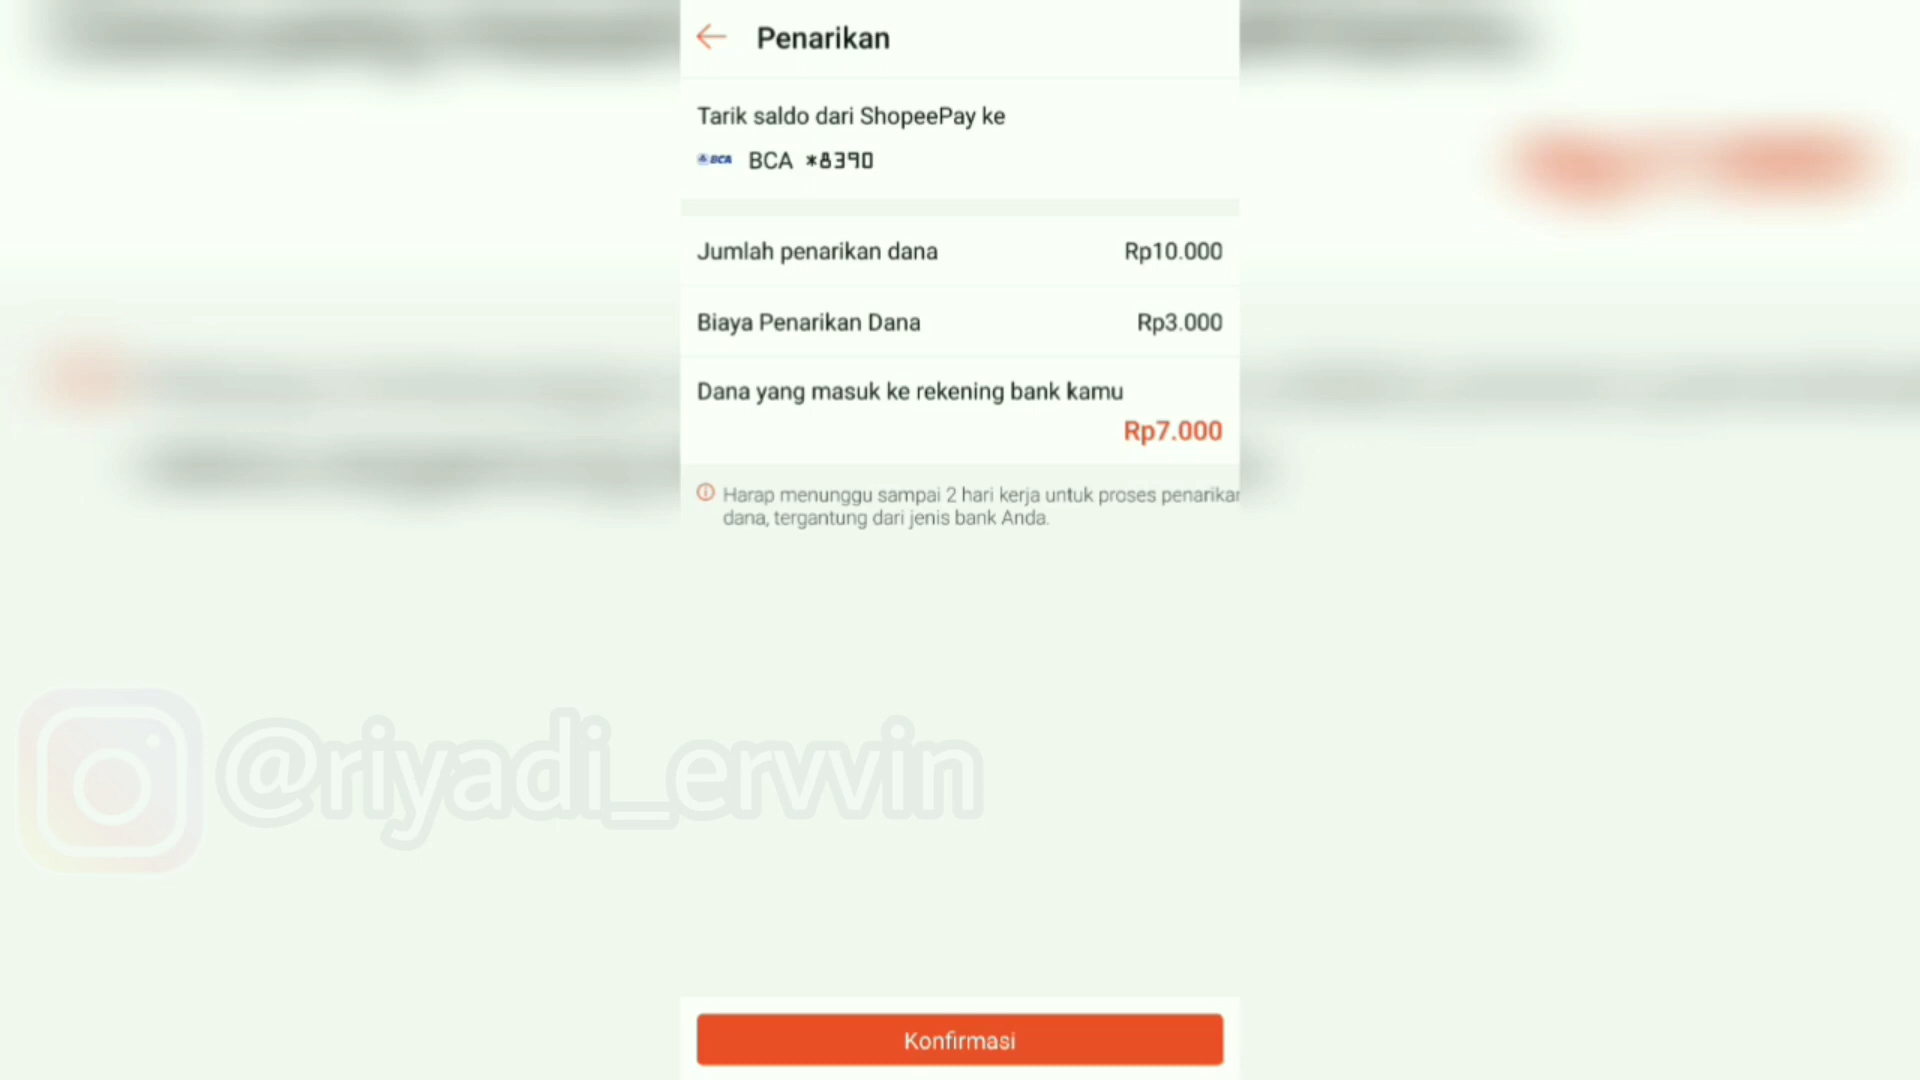 Penarikan
Tarik saldo dari ShopeePay ke
BCA BCA *8390
Jumlah penarikan dana Rp10.000
Biaya Penarikan Dana Rp3.000
Dana yang masuk ke rekening bank kamu
Rp7.000
Harap menunggu sampai 2 hari kerja untuk proses penarikan
dana, tergantung dari jenis bank Anda.
@riyadi_ervvin
Konfirmasi